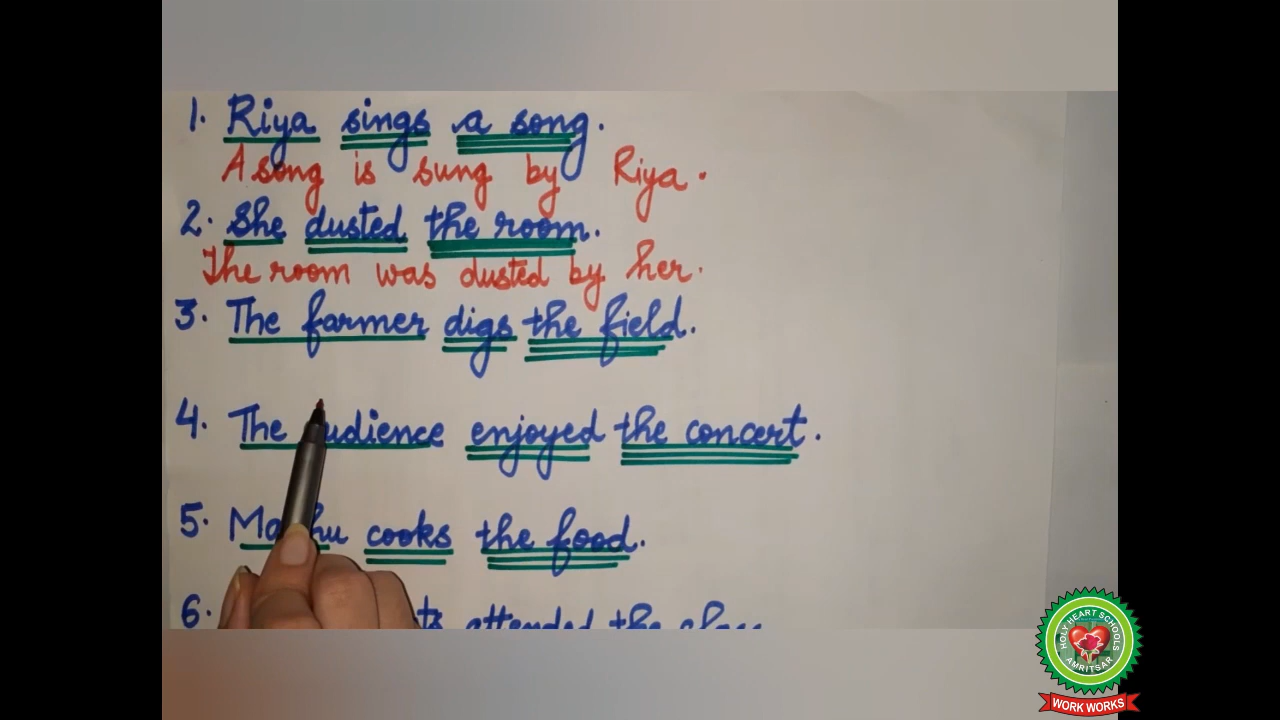 1. Riya sings a song.
A song is sung by Riya.
2. She dusted the room.
The room was dusted by her.
3. The farmer digs the field.
4. The audience enjoyed the concert.
5. cooks the food.
6. attended the class
HOLY HEART SCHOOLS
AMRITSAR
WORK WORKS